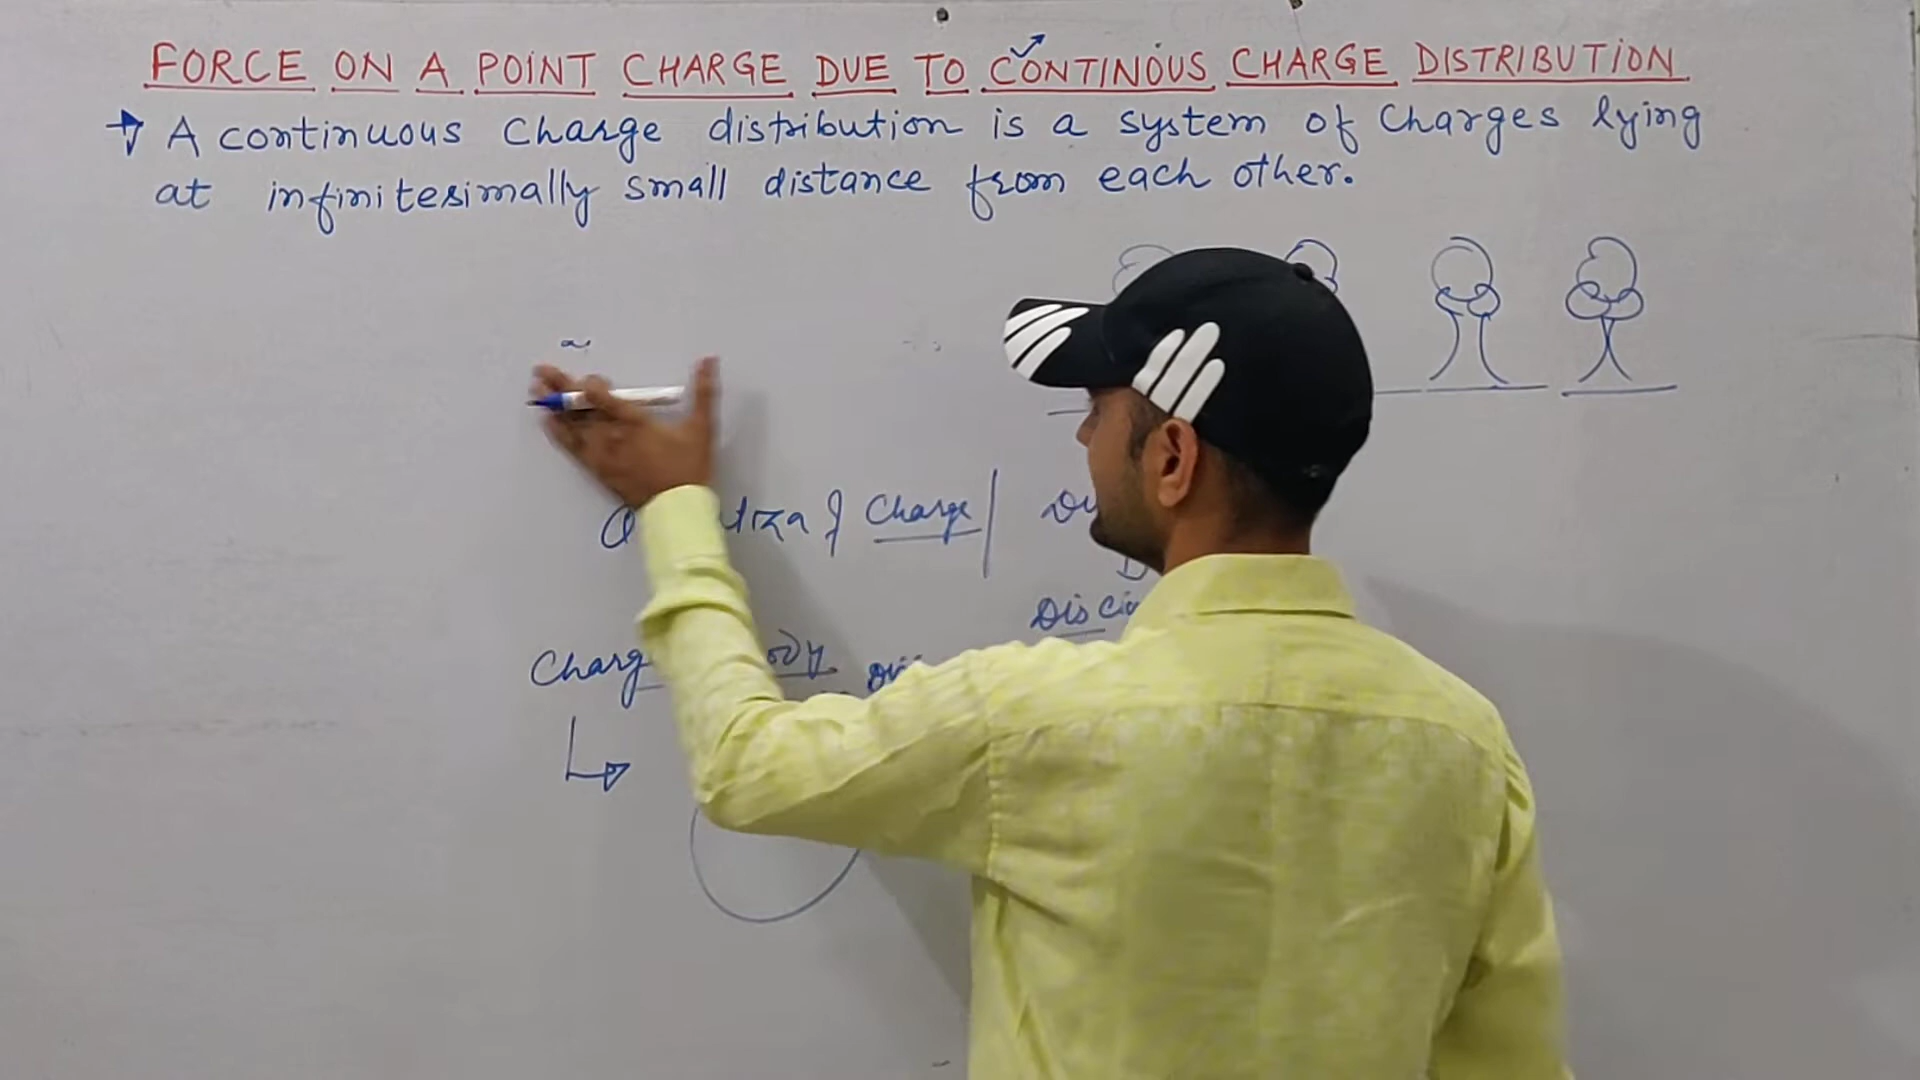 FORCE ON A POINT CHARGE DUE TO CONTINOUS CHARGE DISTRIBUTION
A continuous Charge distribution is a system of Charges lying
at infinitesimally small distance from each other.
Charge